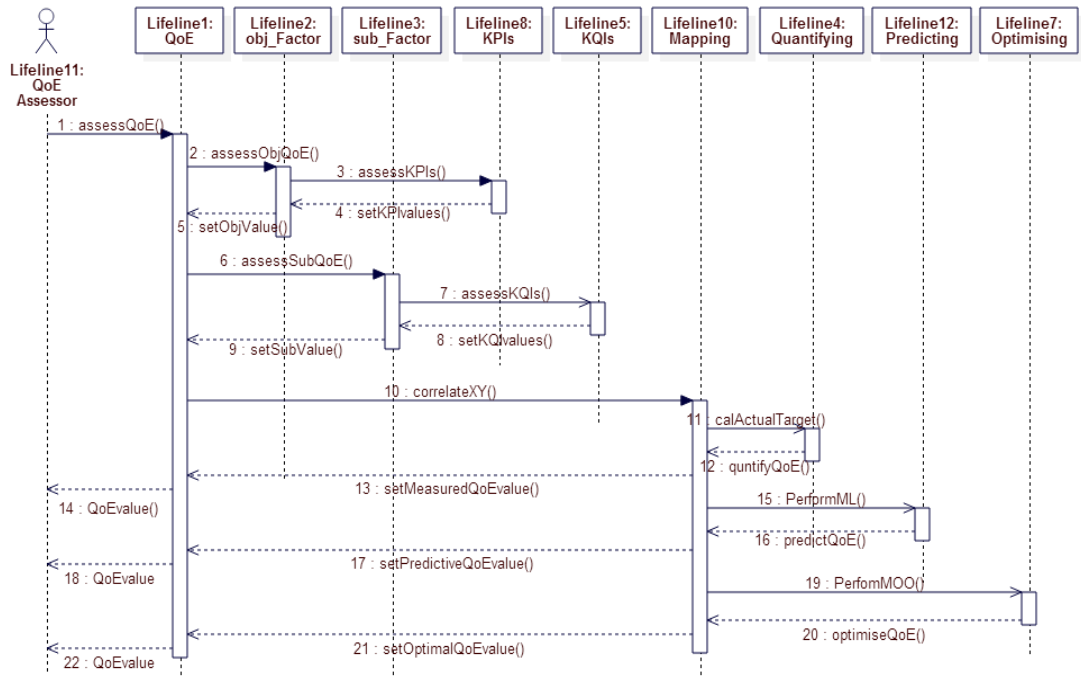 Lifeline1:
QoE
Lifeline2:
obj_Factor
Lifeline3:
sub_Factor
Lifeline8:
KPIs
Lifeline5:
KQIs
Lifeline10:
Mapping
Lifeline4:
Quantifying
Lifeline12:
Predicting
Lifeline7:
Optimising
Lifeline11:
QoE
Assessor
1 : assessQoE()
2 : assessObjQoE()
3 : assessKPIs()
4 : setKPIvalues()
5 : setObjValue()
6 : assessSubQoE()
7 : assessKQIs()
8 : setKQIvalues()
9 : setSubValue()
10 : correlateXY()
11 : calActualTarget()
12 : quntifyQoE()
13 : setMeasuredQoEvalue()
14 : QoEvalue()
15 : PerformML()
16 : predictQoE()
17 : setPredictiveQoEvalue()
18 : QoEvalue
19 : PerfomMOO()
20 : optimiseQoE()
21 : setOptimalQoEvalue()
22 : QoEvalue